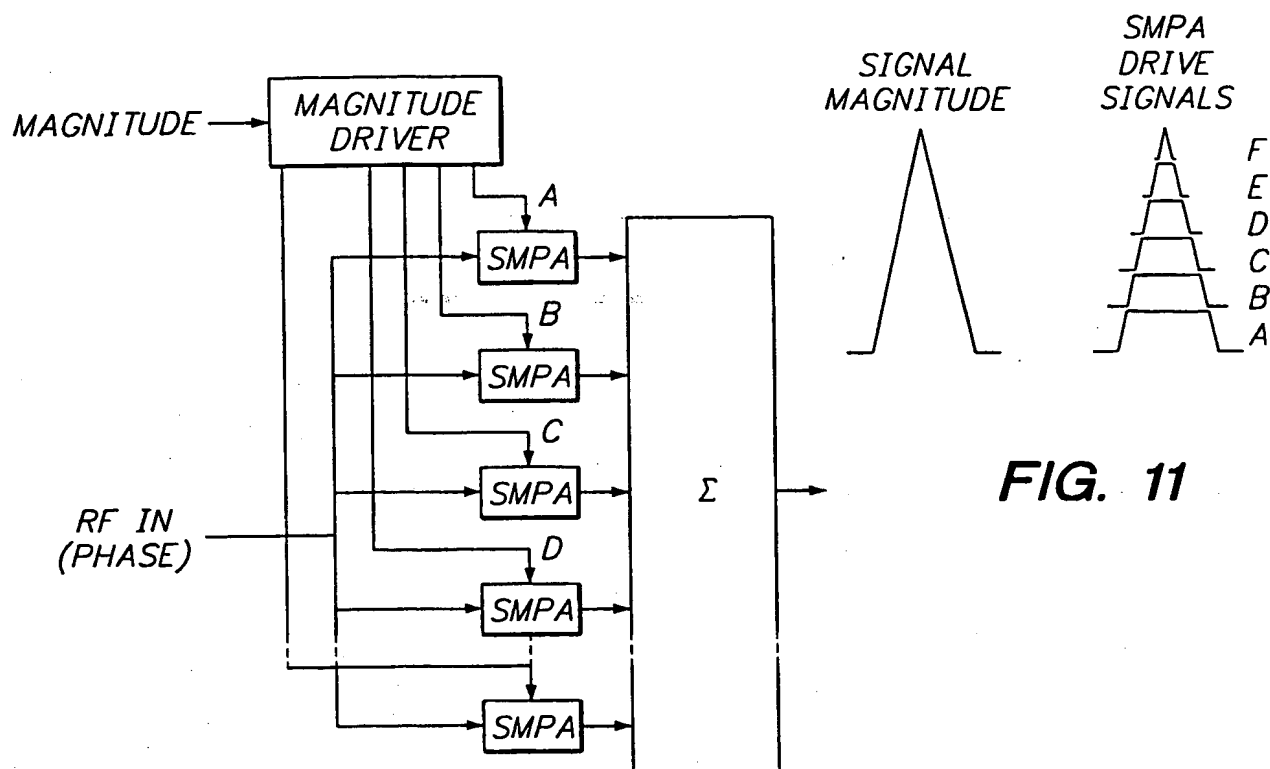 MAGNITUDE
MAGNITUDE
DRIVER
A
SMPA
B
SMPA
C
SMPA
RF IN
(PHASE)
D
SMPA
SMPA
Σ
SIGNAL
MAGNITUDE
SMPA
DRIVE
SIGNALS
F
E
D
C
B
A
FIG. 11